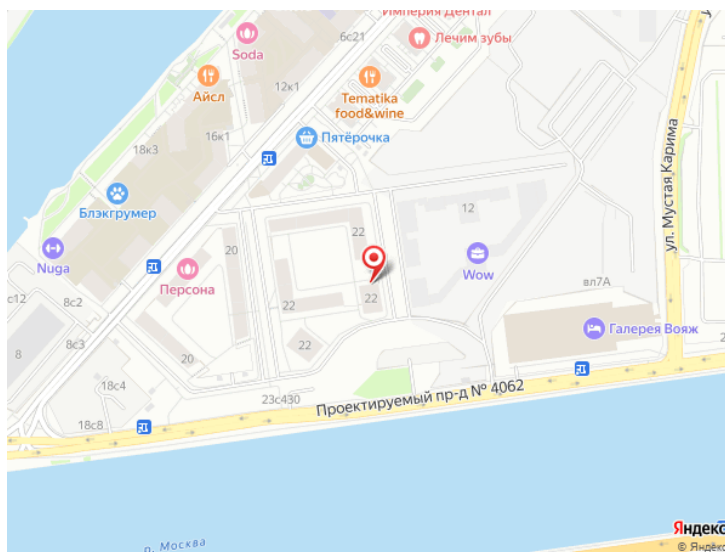 Империя Дентал
6с21
Лечим зубы
Soda
Айсл
12к1
Tematika
food&wine
16к1
Пятёрочка
18к3
Блэкгрумер
ул. Мустая Карима
12
22
20
Nuga
Wow
Персона
вл7А
с12
8с2
22
22
Галерея Вояж
8с3
22
8
20
18с4
23с430
Проектируемый пр-д № 4062
18с8
р. Москва
Яндекс
© Яндекс